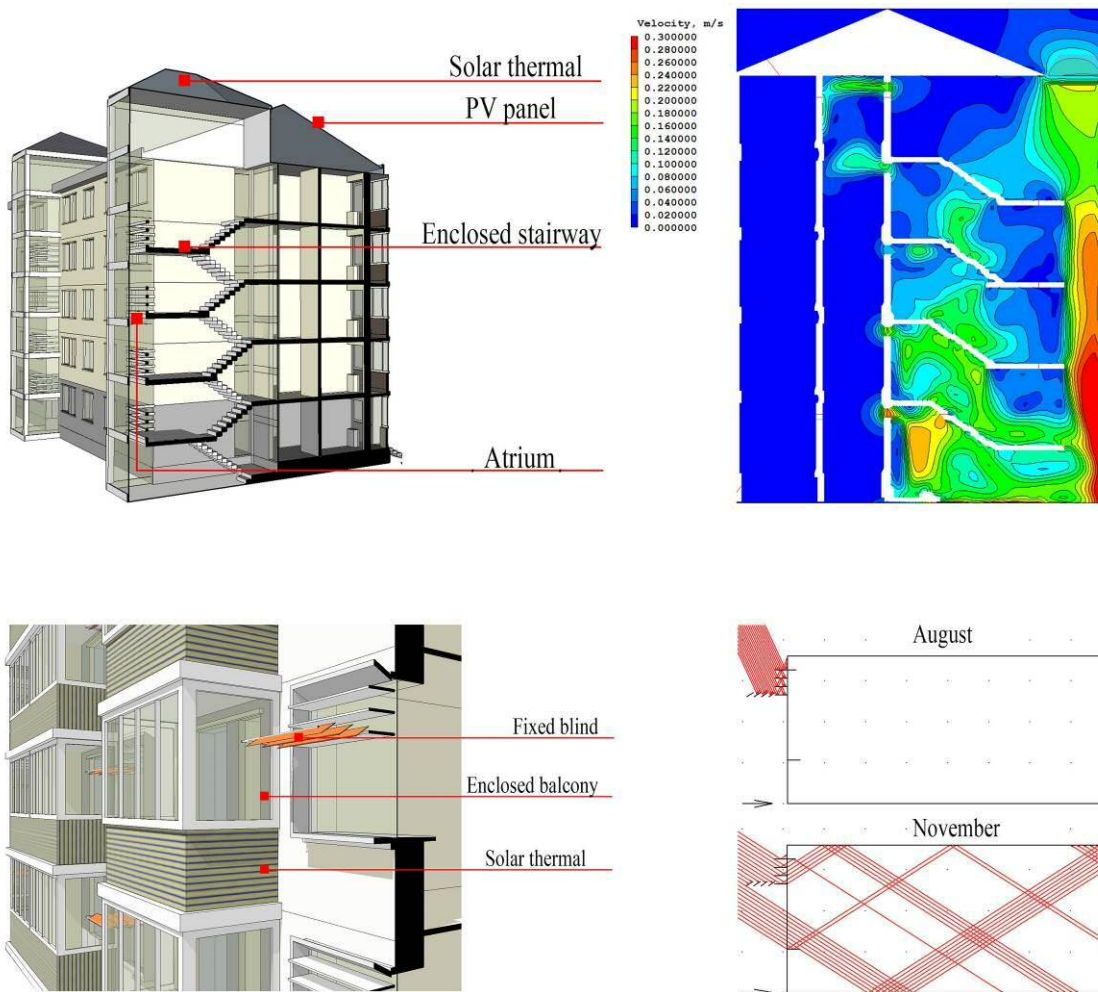 Solar thermal
PV panel
Enclosed stairway
Atrium
Velocity, m/s
0.300000
0.280000
0.260000
0.240000
0.220000
0.200000
0.180000
0.160000
0.140000
0.120000
0.100000
0.080000
0.060000
0.040000
0.020000
0.000000
Fixed blind
Enclosed balcony
Solar thermal
August
November